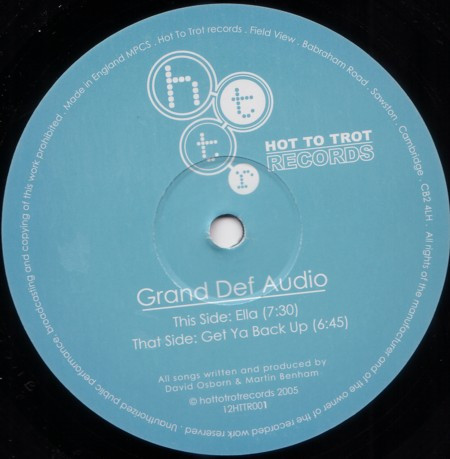 h
t
t
r
HOT TO TROT
RECORDS
Grand Def Audio
This Side: Ella (7:30)
That Side: Get Ya Back Up (6:45)
All songs written and produced by
David Osborn & Martin Benham
© hottotrotrecords 2005
12HTTR001
Made in England MPCS . Hot To Trot records . Field View . Babraham Road . Sawston . Cambridge . CB2 4LH . All rights of the manufacturer and of the owner of the recorded work reserved . Unauthorized public performance, broadcasting and copying of this work prohibited .